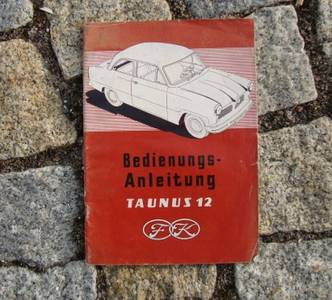 Bedienungs-
Anleitung
TAUNUS 12
FK